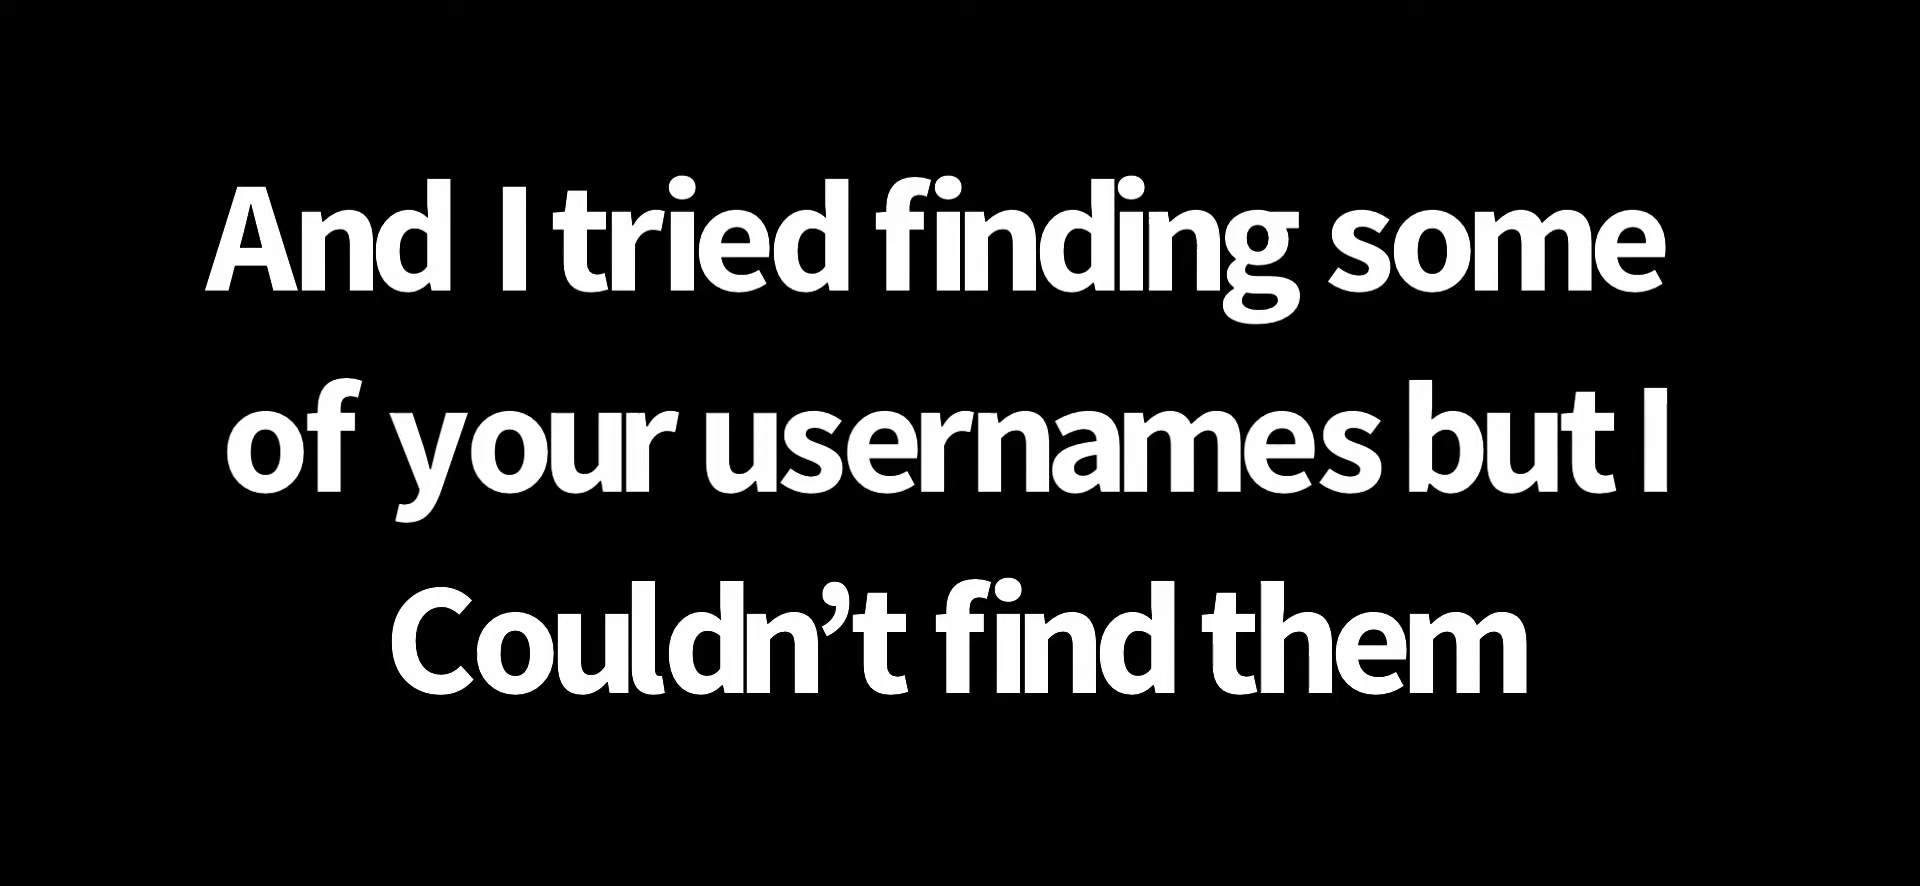 And I tried finding some
of your usernames but I
Couldn’t find them